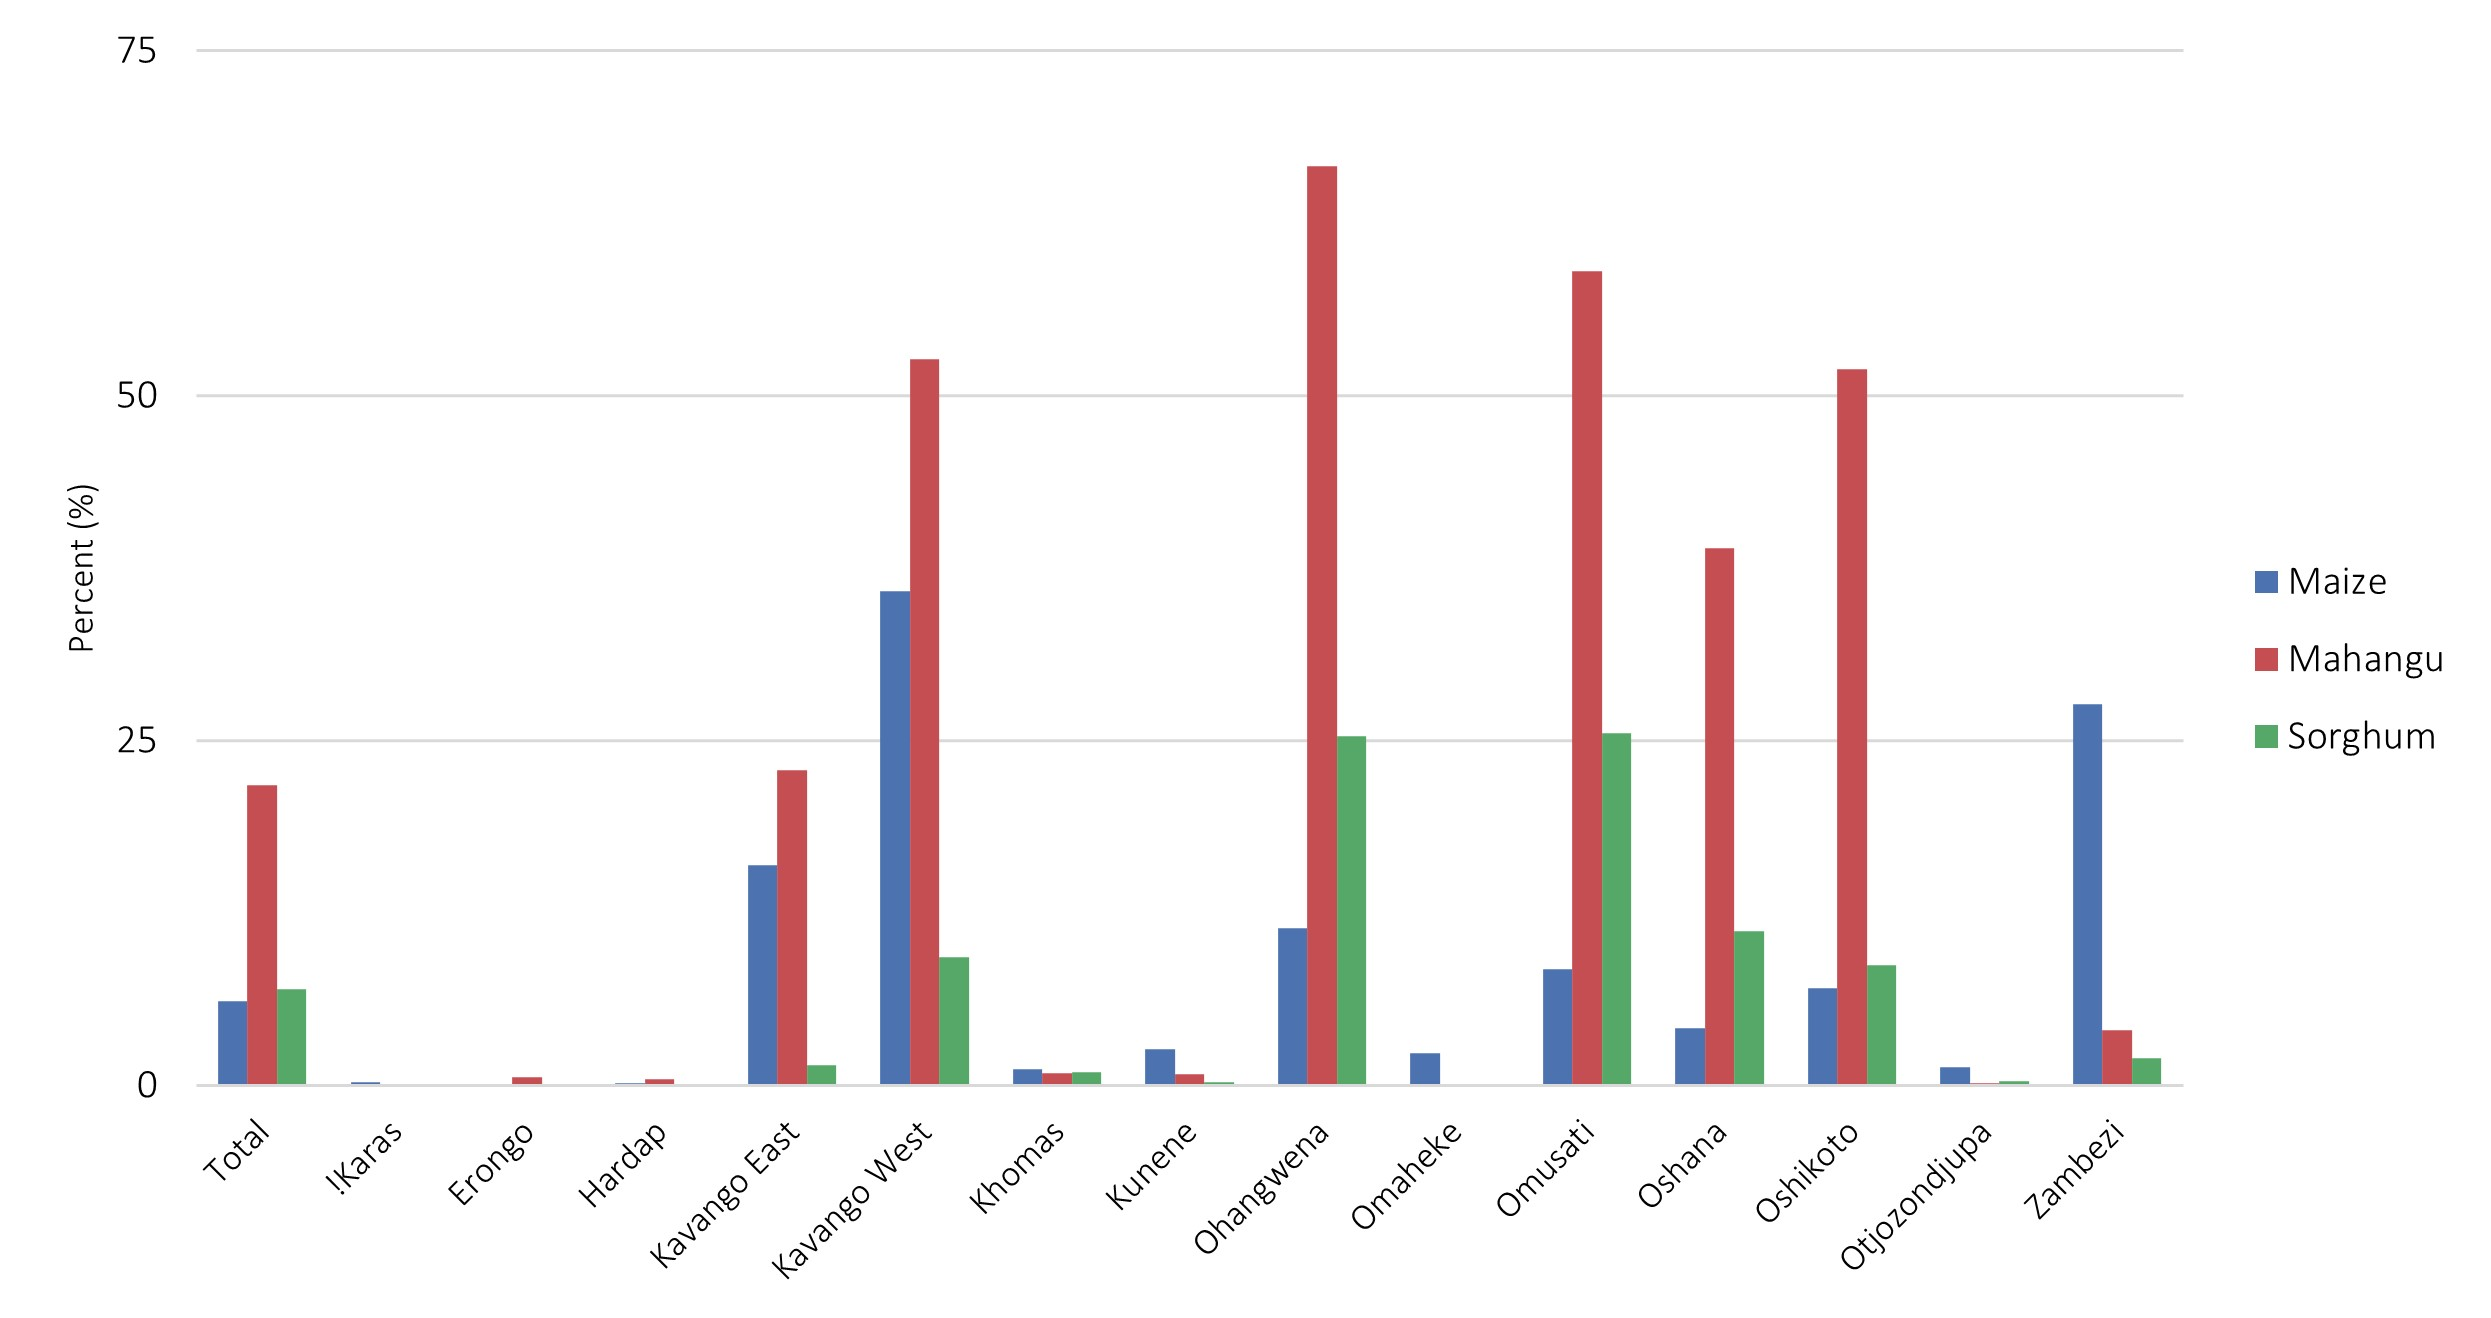 75
50
25
0
Percent (%)
Total
!Karas
Erongo
Hardap
Kavango East
Kavango West
Khomas
Kunene
Ohangwena
Omaheke
Omusati
Oshana
Oshikoto
Otjozondjupa
Zambezi
Maize
Mahangu
Sorghum